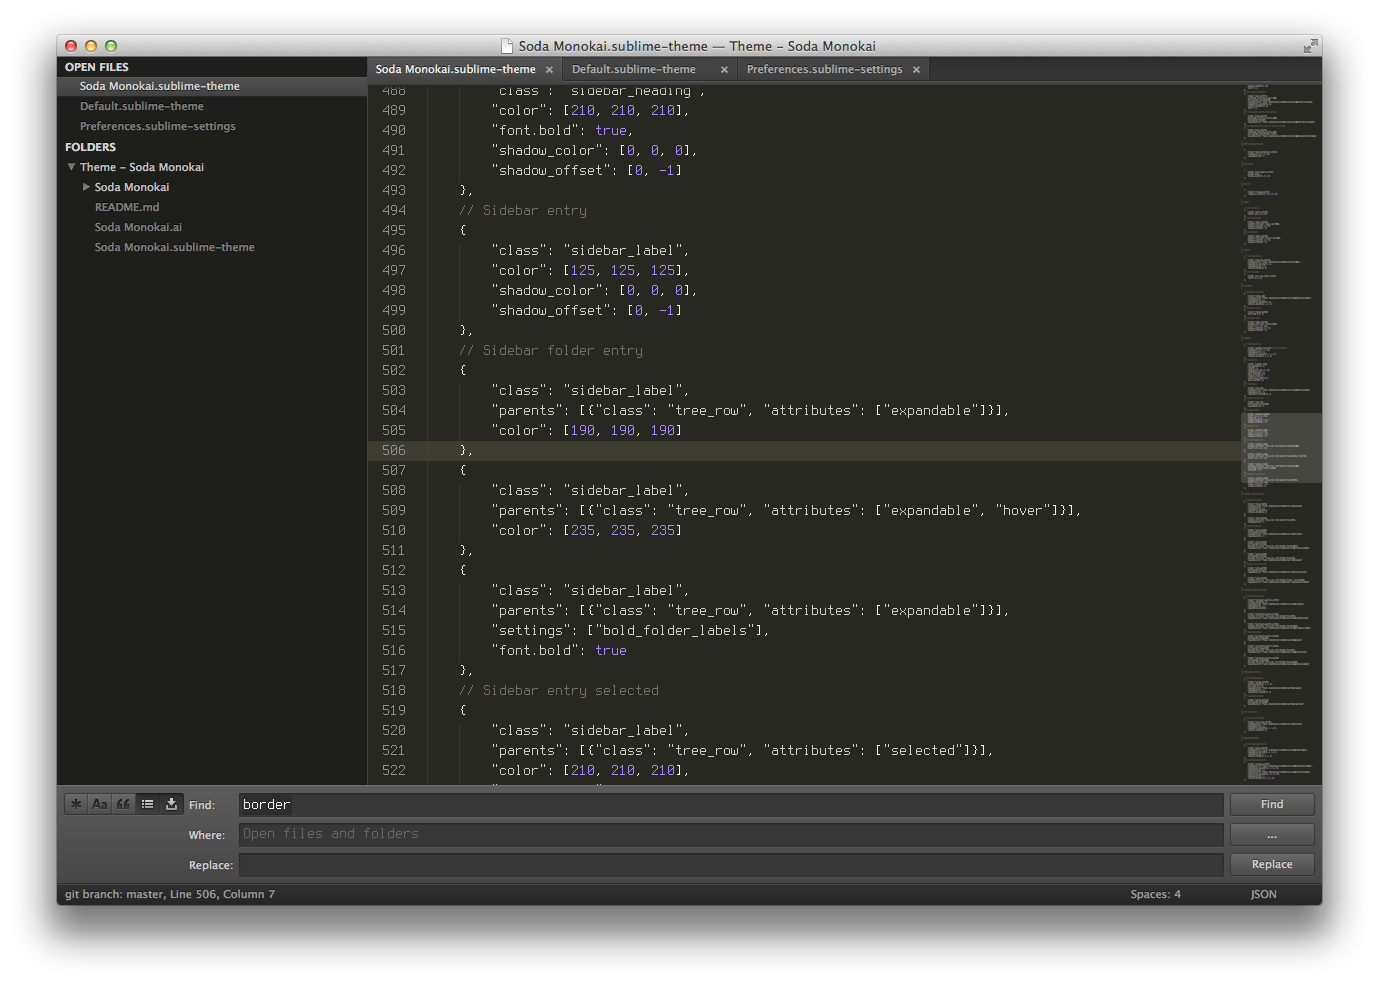 Soda Monokai.sublime-theme — Theme – Soda Monokai
OPEN FILES
Soda Monokai.sublime-theme
Default.sublime-theme
Preferences.sublime-settings
FOLDERS
Theme – Soda Monokai
Soda Monokai
README.md
Soda Monokai.ai
Soda Monokai.sublime-theme
Soda Monokai.sublime-theme × Default.sublime-theme × Preferences.sublime-settings ×
488 "class": "sidebar_heading",
489 "color": [210, 210, 210],
490 "font.bold": true,
491 "shadow_color": [0, 0, 0],
492 "shadow_offset": [0, -1]
493 },
494 // Sidebar entry
495 {
496 "class": "sidebar_label",
497 "color": [125, 125, 125],
498 "shadow_color": [0, 0, 0],
499 "shadow_offset": [0, -1]
500 },
501 // Sidebar folder entry
502 {
503 "class": "sidebar_label",
504 "parents": [{"class": "tree_row", "attributes": ["expandable"]}],
505 "color": [190, 190, 190]
506 },
507 {
508 "class": "sidebar_label",
509 "parents": [{"class": "tree_row", "attributes": ["expandable", "hover"]}],
510 "color": [235, 235, 235]
511 },
512 {
513 "class": "sidebar_label",
514 "parents": [{"class": "tree_row", "attributes": ["expandable"]}],
515 "settings": ["bold_folder_labels"],
516 "font.bold": true
517 },
518 // Sidebar entry selected
519 {
520 "class": "sidebar_label",
521 "parents": [{"class": "tree_row", "attributes": ["selected"]}],
522 "color": [210, 210, 210],
* Aa “ Find: border Find
Where: Open files and folders ...
Replace: Replace
git branch: master, Line 506, Column 7 Spaces: 4 JSON